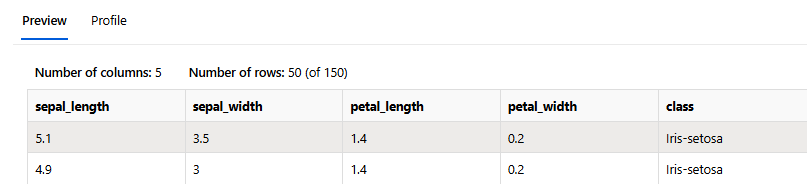 Preview Profile
Number of columns: 5 Number of rows: 50 (of 150)
sepal_length sepal_width petal_length petal_width class
5.1 3.5 1.4 0.2 Iris-setosa
4.9 3 1.4 0.2 Iris-setosa